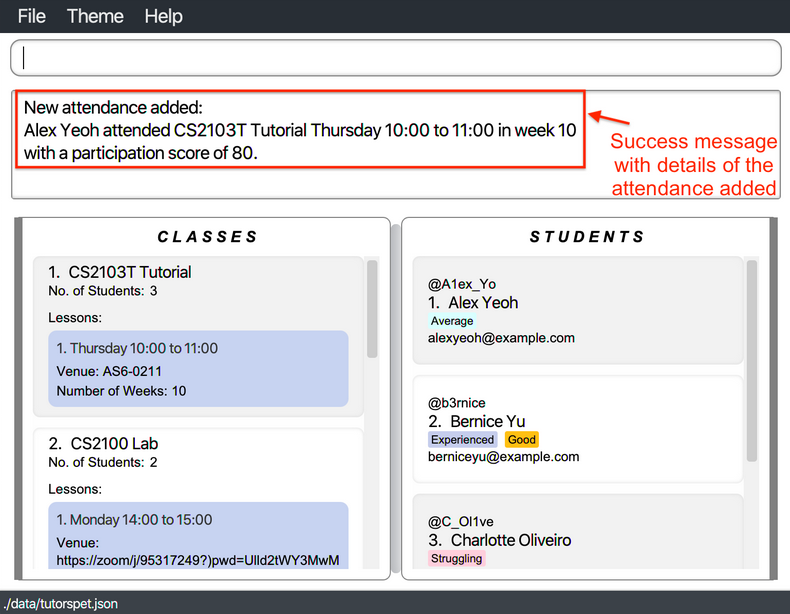 File Theme Help
New attendance added:
Alex Yeoh attended CS2103T Tutorial Thursday 10:00 to 11:00 in week 10
with a participation score of 80.
Success message
with details of the
attendance added
CLASSES
1. CS2103T Tutorial
No. of Students: 3
Lessons:
1. Thursday 10:00 to 11:00
Venue: AS6-0211
Number of Weeks: 10
2. CS2100 Lab
No. of Students: 2
Lessons:
1. Monday 14:00 to 15:00
Venue:
https://zoom/j/95317249?)pwd=Ulld2tWY3MwM
STUDENTS
@A1ex_Yo
1. Alex Yeoh
Average
alexyeoh@example.com
@b3rnice
2. Bernice Yu
Experienced Good
berniceyu@example.com
@C_Ol1ve
3. Charlotte Oliveiro
Struggling
./data/tutorspet.json